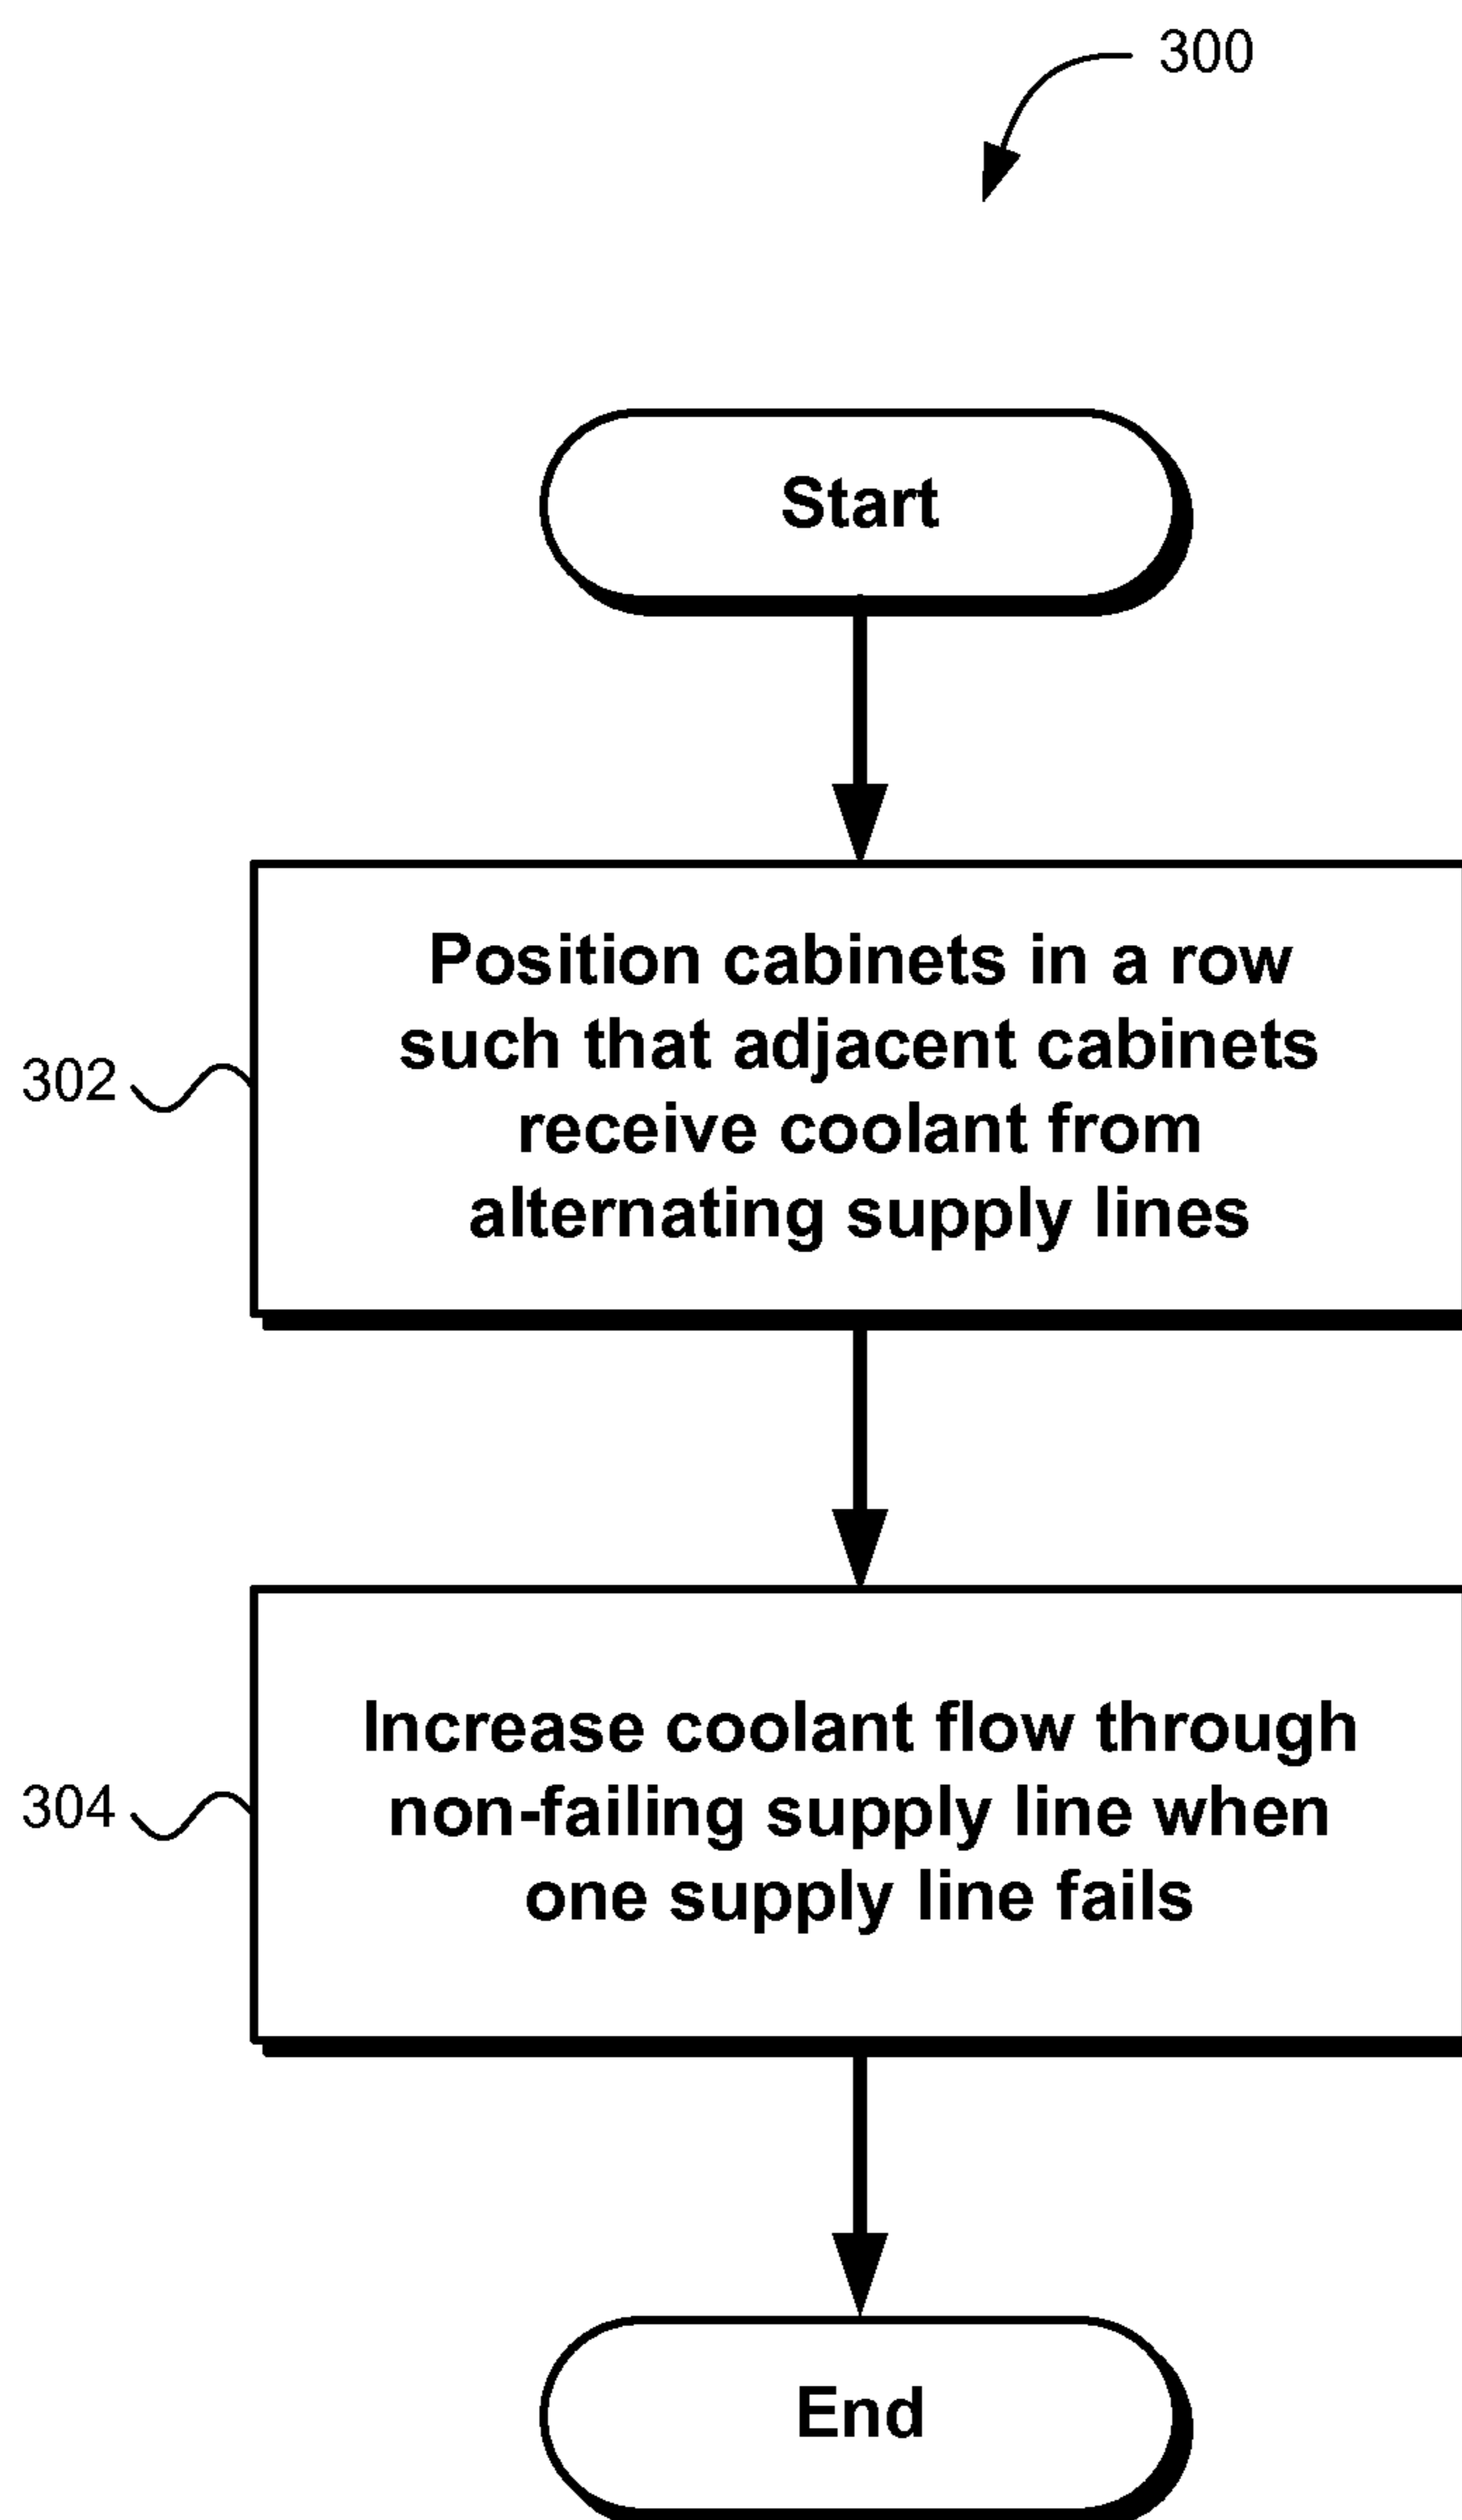 300
Start
Position cabinets in a row
such that adjacent cabinets
receive coolant from
alternating supply lines
302
Increase coolant flow through
non-failing supply line when
one supply line fails
304
End